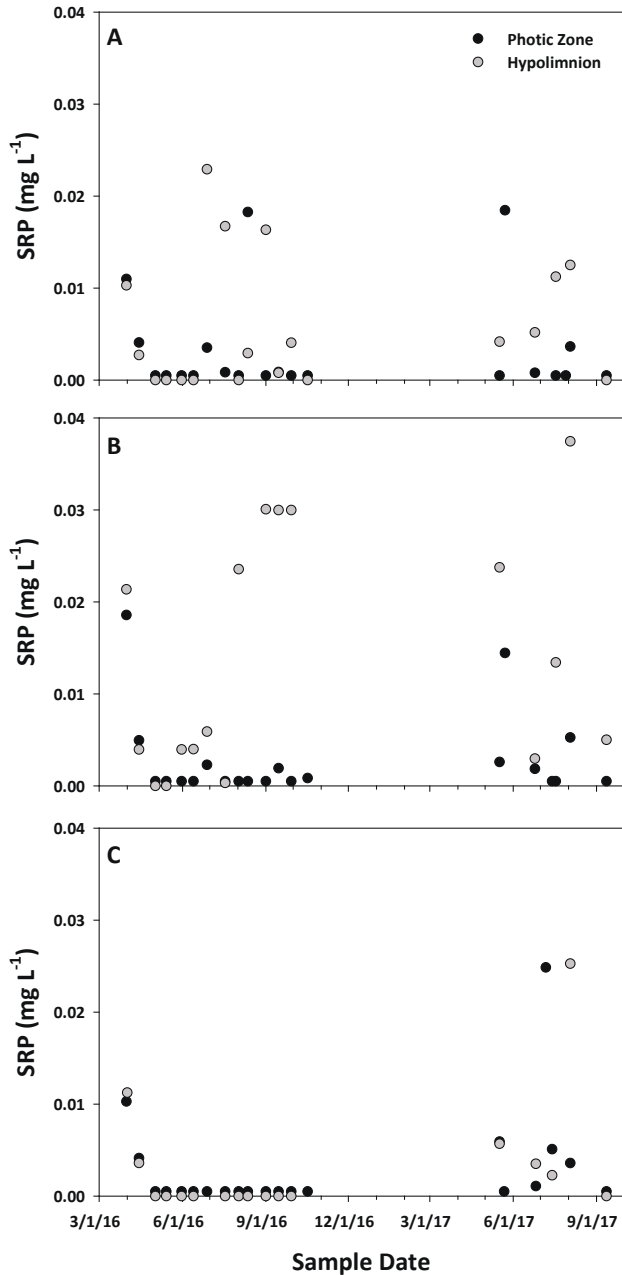 0.04
A
Photic Zone
Hypolimnion
0.03
SRP (mg L-1)
0.02
0.01
0.00
0.04
B
0.03
SRP (mg L-1)
0.02
0.01
0.00
0.04
C
0.03
SRP (mg L-1)
0.02
0.01
0.00
3/1/16 6/1/16 9/1/16 12/1/16 3/1/17 6/1/17 9/1/17
Sample Date